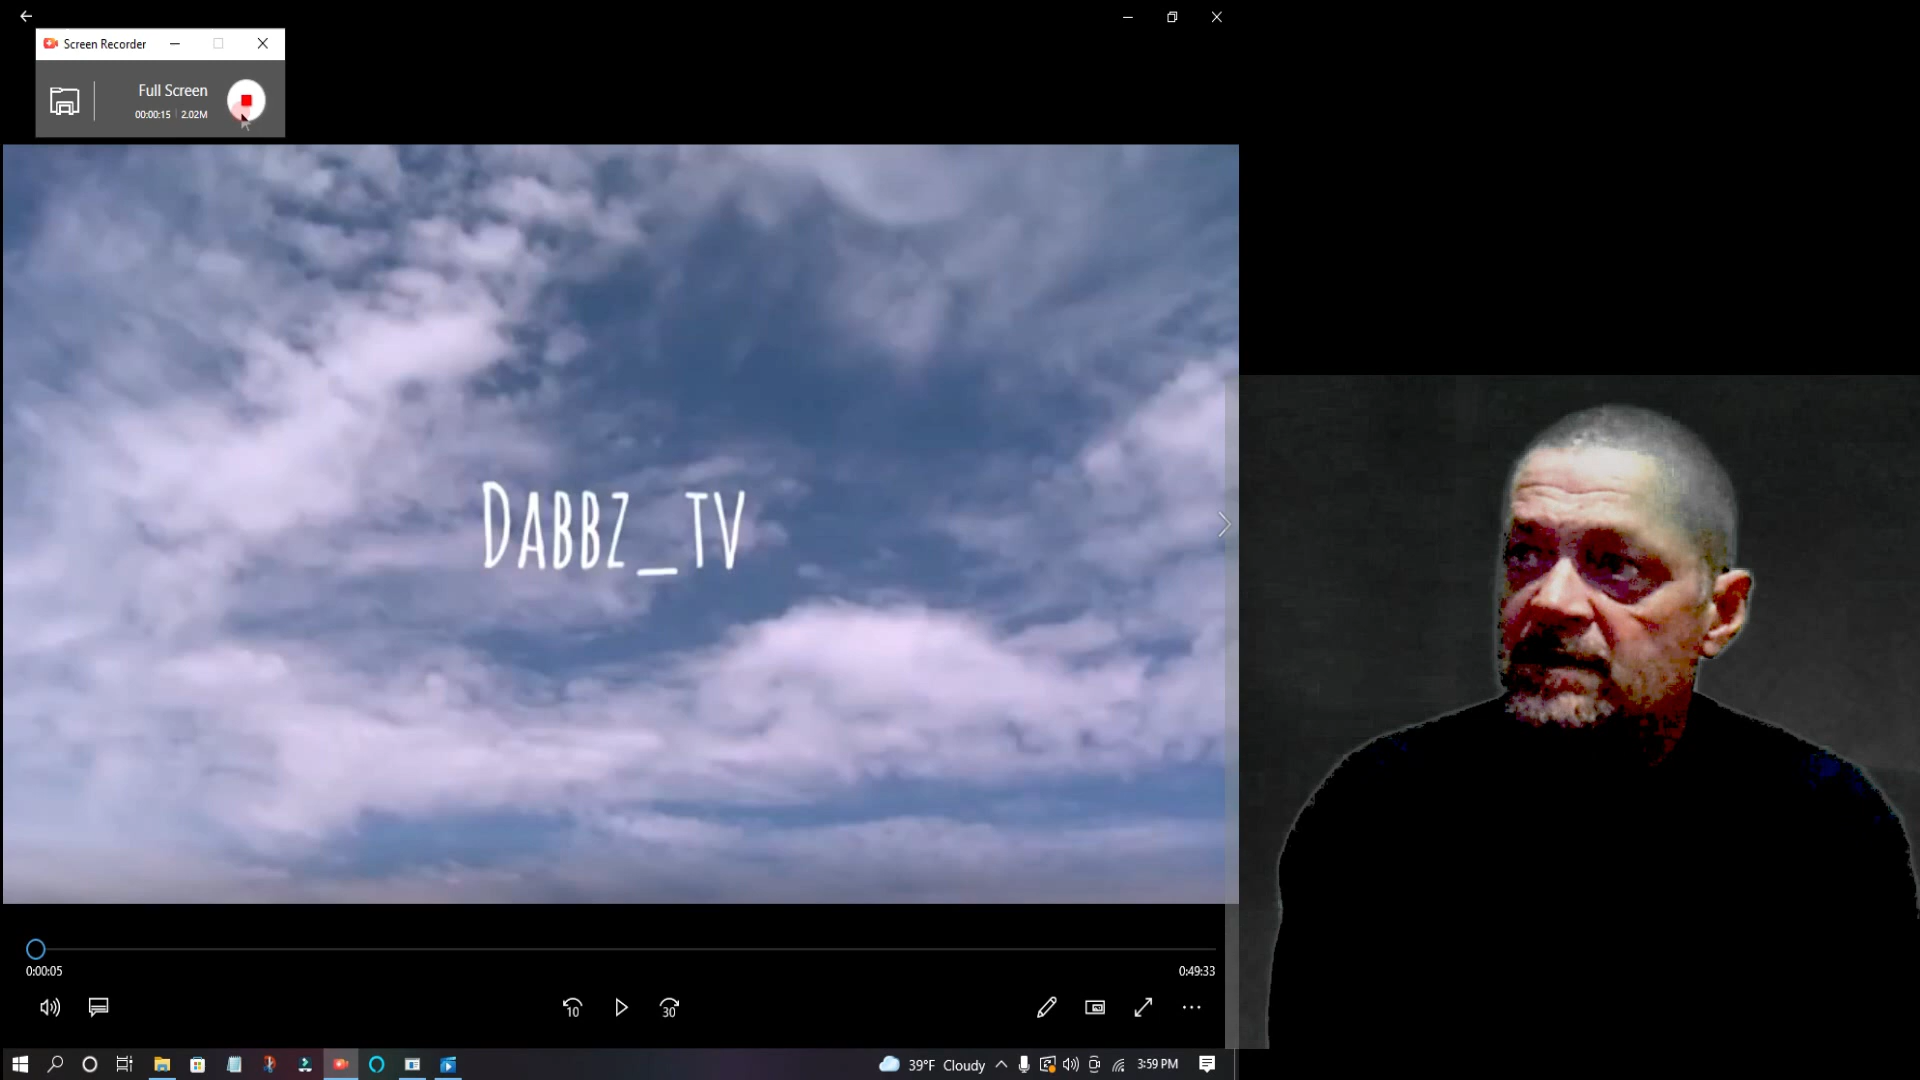 Screen Recorder
Full Screen
00:00:15 | 2.02M
Dabbz_TV
0:00:05
0:49:33
10
30
39°F Cloudy
3:59 PM